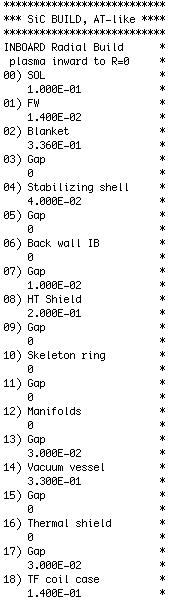 ***************************
*** SiC BUILD, AT-like ****
***************************
INBOARD Radial Build      *
 plasma inward to R=0     *
00) SOL                   *
    1.000E-01             *
01) FW                    *
    1.400E-02             *
02) Blanket               *
    3.360E-01             *
03) Gap                   *
    0                     *
04) Stabilizing shell     *
    4.000E-02             *
05) Gap                   *
    0                     *
06) Back wall IB          *
    0                     *
07) Gap                   *
    1.000E-02             *
08) HT Shield             *
    2.000E-01             *
09) Gap                   *
    0                     *
10) Skeleton ring         *
    0                     *
11) Gap                   *
    0                     *
12) Manifolds             *
    0                     *
13) Gap                   *
    3.000E-02             *
14) Vacuum vessel         *
    3.300E-01             *
15) Gap                   *
    0                     *
16) Thermal shield        *
    0                     *
17) Gap                   *
    3.000E-02             *
18) TF coil case          *
    1.400E-01             *